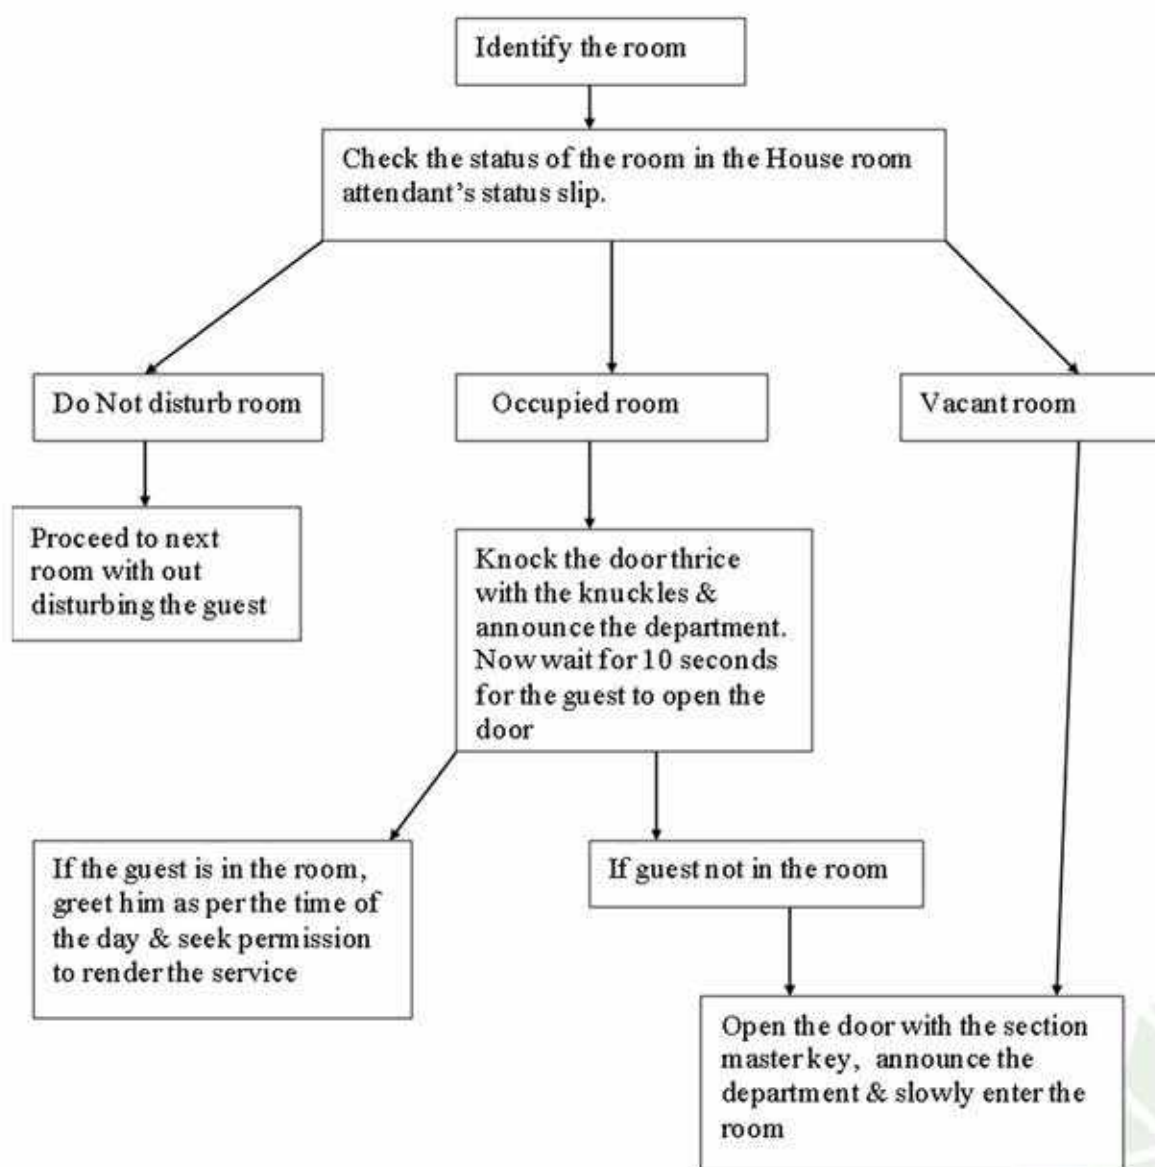 Identify the room
Check the status of the room in the House room
attendant's status slip.
Do Not disturb room
Occupied room
Vacant room
Proceed to next
room with out
disturbing the guest
Knock the door thrice
with the knuckles &
announce the department.
Now wait for 10 seconds
for the guest to open the
door
If the guest is in the room,
greet him as per the time of
the day & seek permission
to render the service
If guest not in the room
Open the door with the section
master key, announce the
department & slowly enter the
room